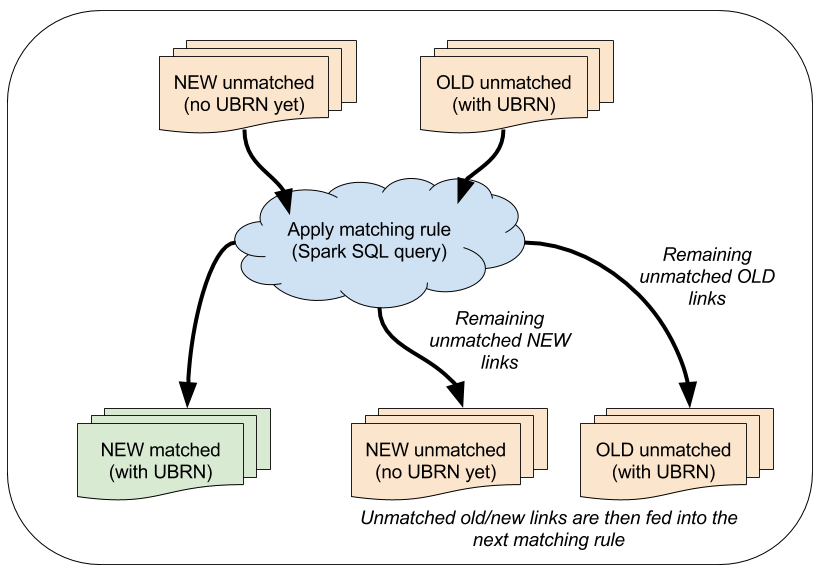 NEW unmatched
(no UBRN yet)
OLD unmatched
(with UBRN)
Apply matching rule
(Spark SQL query)
Remaining
unmatched OLD
links
Remaining
unmatched NEW
links
NEW matched
(with UBRN)
NEW unmatched
(no UBRN yet)
OLD unmatched
(with UBRN)
Unmatched old/new links are then fed into the
next matching rule